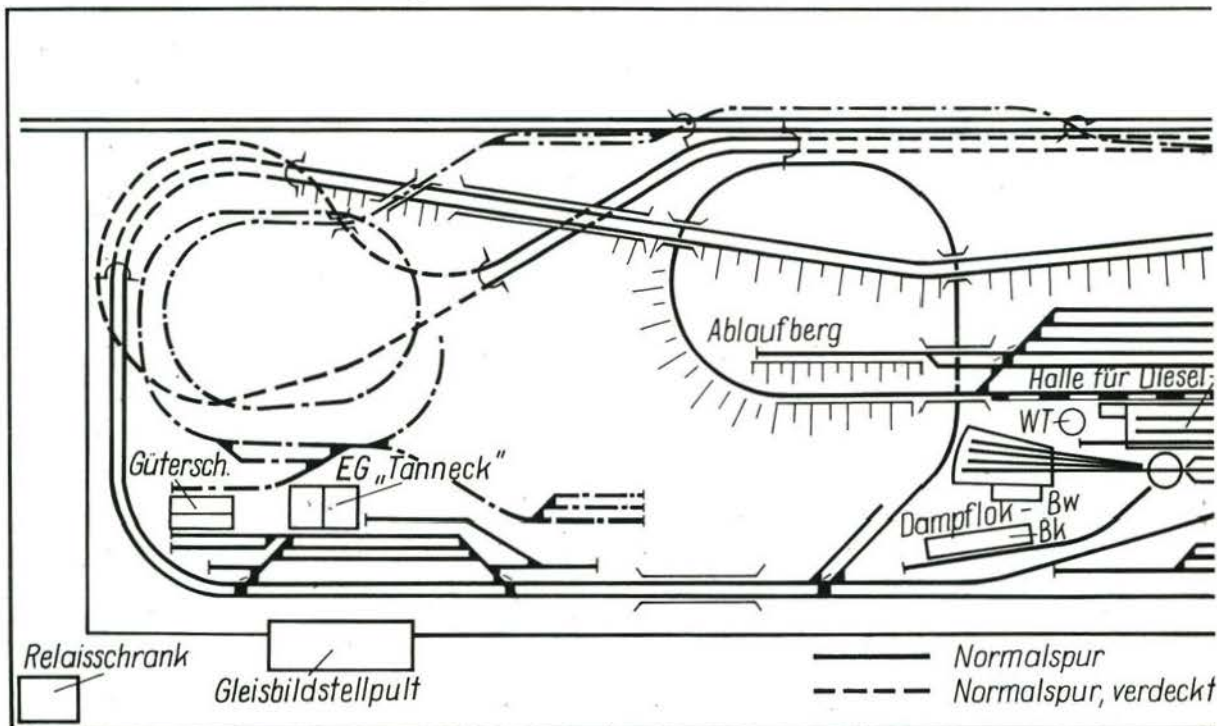 Ablaufberg
Halle für Diesel-
WT
Gütersch.
EG „Tanneck"
Dampflok - Bw
Bk
Relaisschrank
Gleisbildstellpult
Normalspur
Normalspur, verdeckt